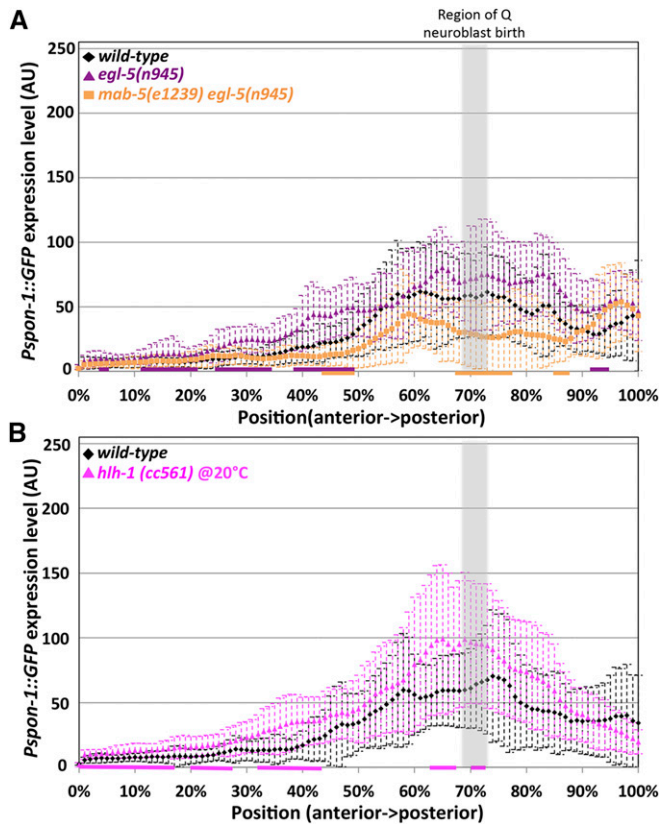 A
Region of Q
neuroblast birth
Pspon-1::GFP expression level (AU)
250
200
150
100
50
0
wild-type
egl-5(n945)
mab-5(e1239) egl-5(n945)
0% 10% 20% 30% 40% 50% 60% 70% 80% 90% 100%
Position(anterior->posterior)
B
Pspon-1::GFP expression level (AU)
250
200
150
100
50
0
wild-type
hlh-1 (cc561) @20°C
0% 10% 20% 30% 40% 50% 60% 70% 80% 90% 100%
Position (anterior->posterior)